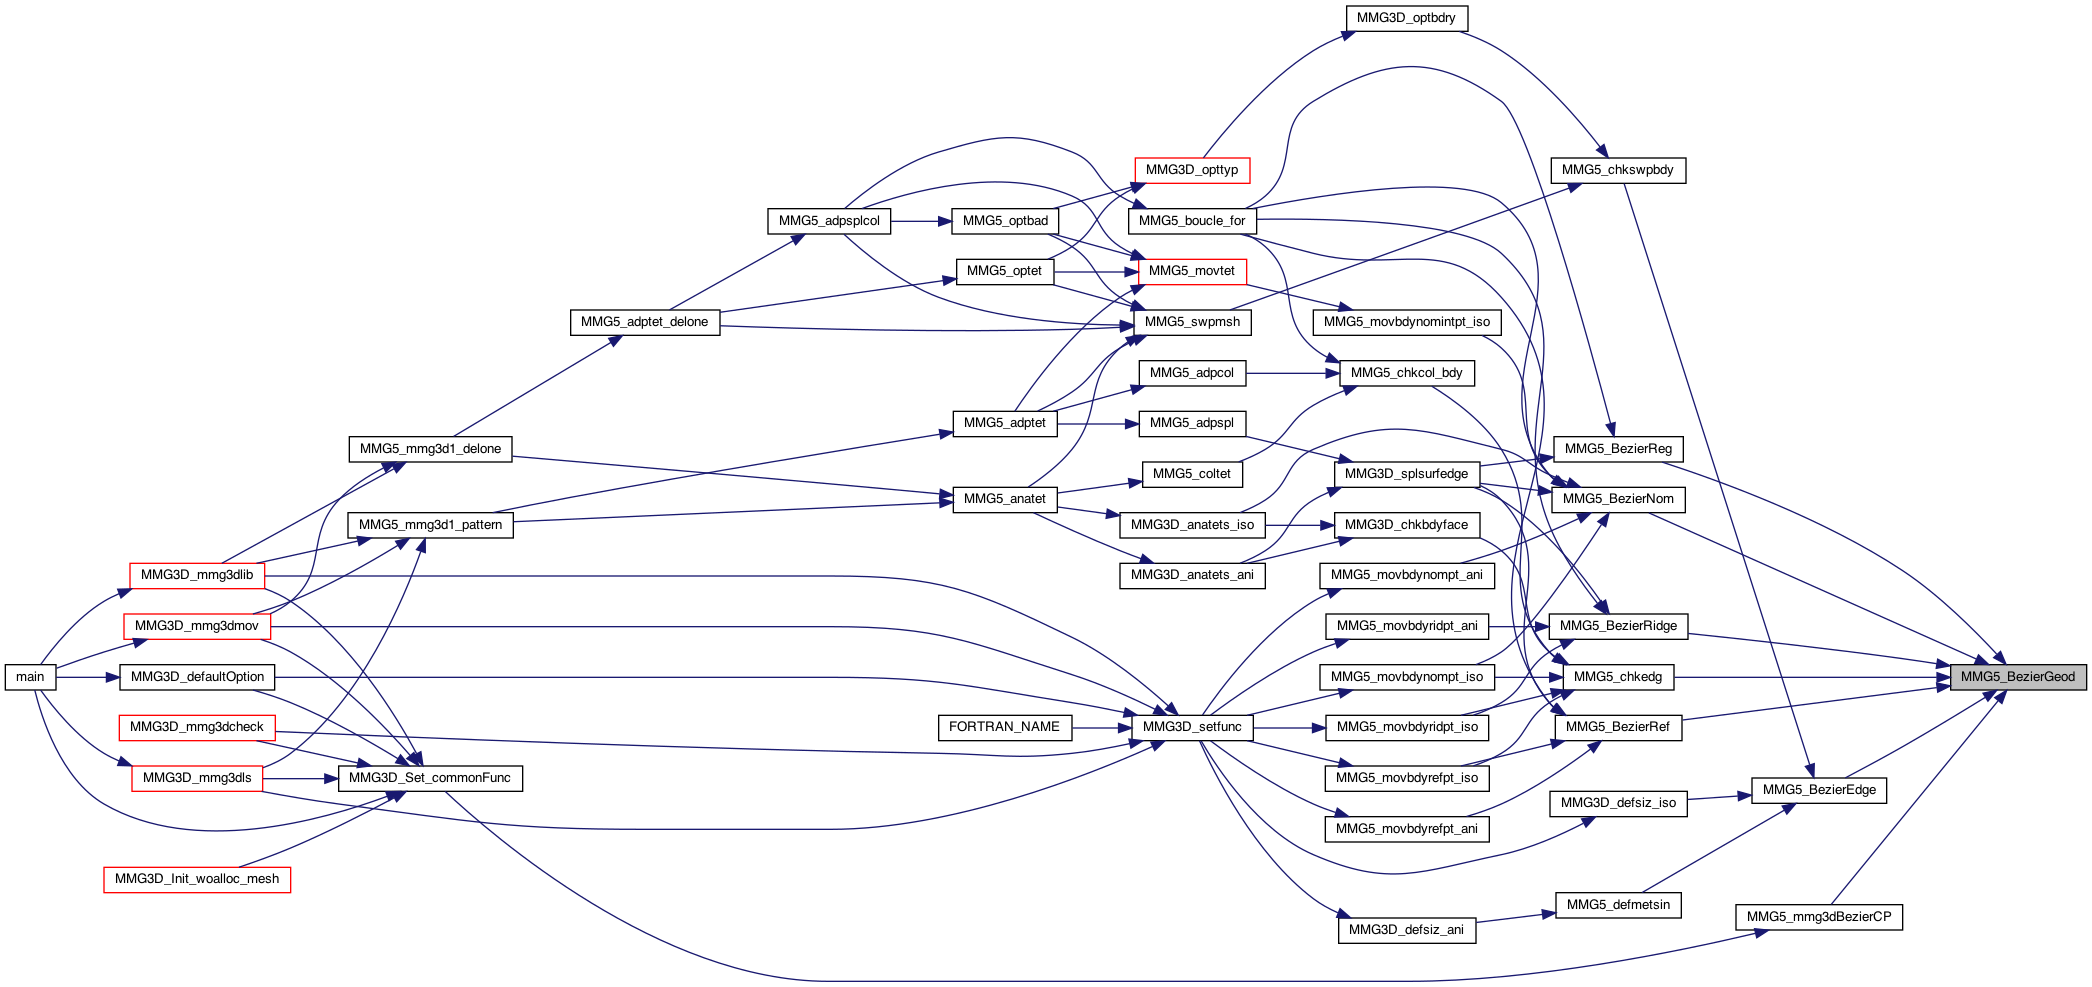 MMG3D_optbdry
MMG3D_opttyp
MMG5_chkswpbdy
MMG5_adpsplcol
MMG5_optbad
MMG5_boucle_for
MMG5_optet
MMG5_movtet
MMG5_adptet_delone
MMG5_swpmsh
MMG5_movbdynomintpt_iso
MMG5_adpcol
MMG5_chkcol_bdy
MMG5_adptet
MMG5_adpspl
MMG5_mmg3d1_delone
MMG5_BezierReg
MMG5_coltet
MMG3D_splsurfedge
MMG5_anatet
MMG5_BezierNom
MMG5_mmg3d1_pattern
MMG3D_anatets_iso
MMG3D_chkbdyface
MMG3D_mmg3dlib
MMG3D_anatets_ani
MMG5_movbdynompt_ani
MMG3D_mmg3dmov
MMG5_movbdyridpt_ani
MMG5_BezierRidge
main
MMG3D_defaultOption
MMG5_movbdynompt_iso
MMG5_chkedg
MMG5_BezierGeod
MMG3D_mmg3dcheck
FORTRAN_NAME
MMG3D_setfunc
MMG5_movbdyridpt_iso
MMG5_BezierRef
MMG3D_mmg3dls
MMG3D_Set_commonFunc
MMG5_movbdyrefpt_iso
MMG5_BezierEdge
MMG3D_defsiz_iso
MMG5_movbdyrefpt_ani
MMG3D_Init_woalloc_mesh
MMG5_defmetsin
MMG5_mmg3dBezierCP
MMG3D_defsiz_ani